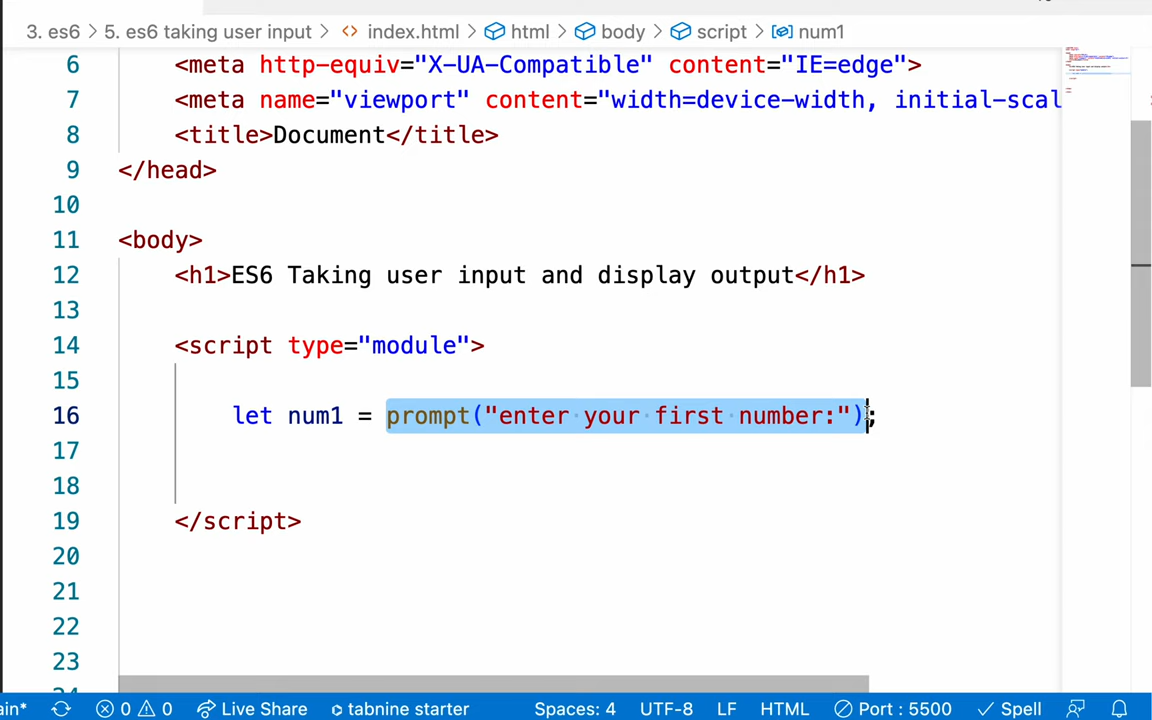 3. es6 > 5. es6 taking user input > <> index.html > html > body > script > num1
6 <meta http-equiv="X-UA-Compatible" content="IE=edge">
7 <meta name="viewport" content="width=device-width, initial-scal
8 <title>Document</title>
9 </head>
10
11 <body>
12 <h1>ES6 Taking user input and display output</h1>
13
14 <script type="module">
15
16 let num1 = prompt("enter your first number:");
17
18
19 </script>
20
21
22
23
ain* 0 0 Live Share tabnine starter Spaces: 4 UTF-8 LF HTML Port : 5500 Spell